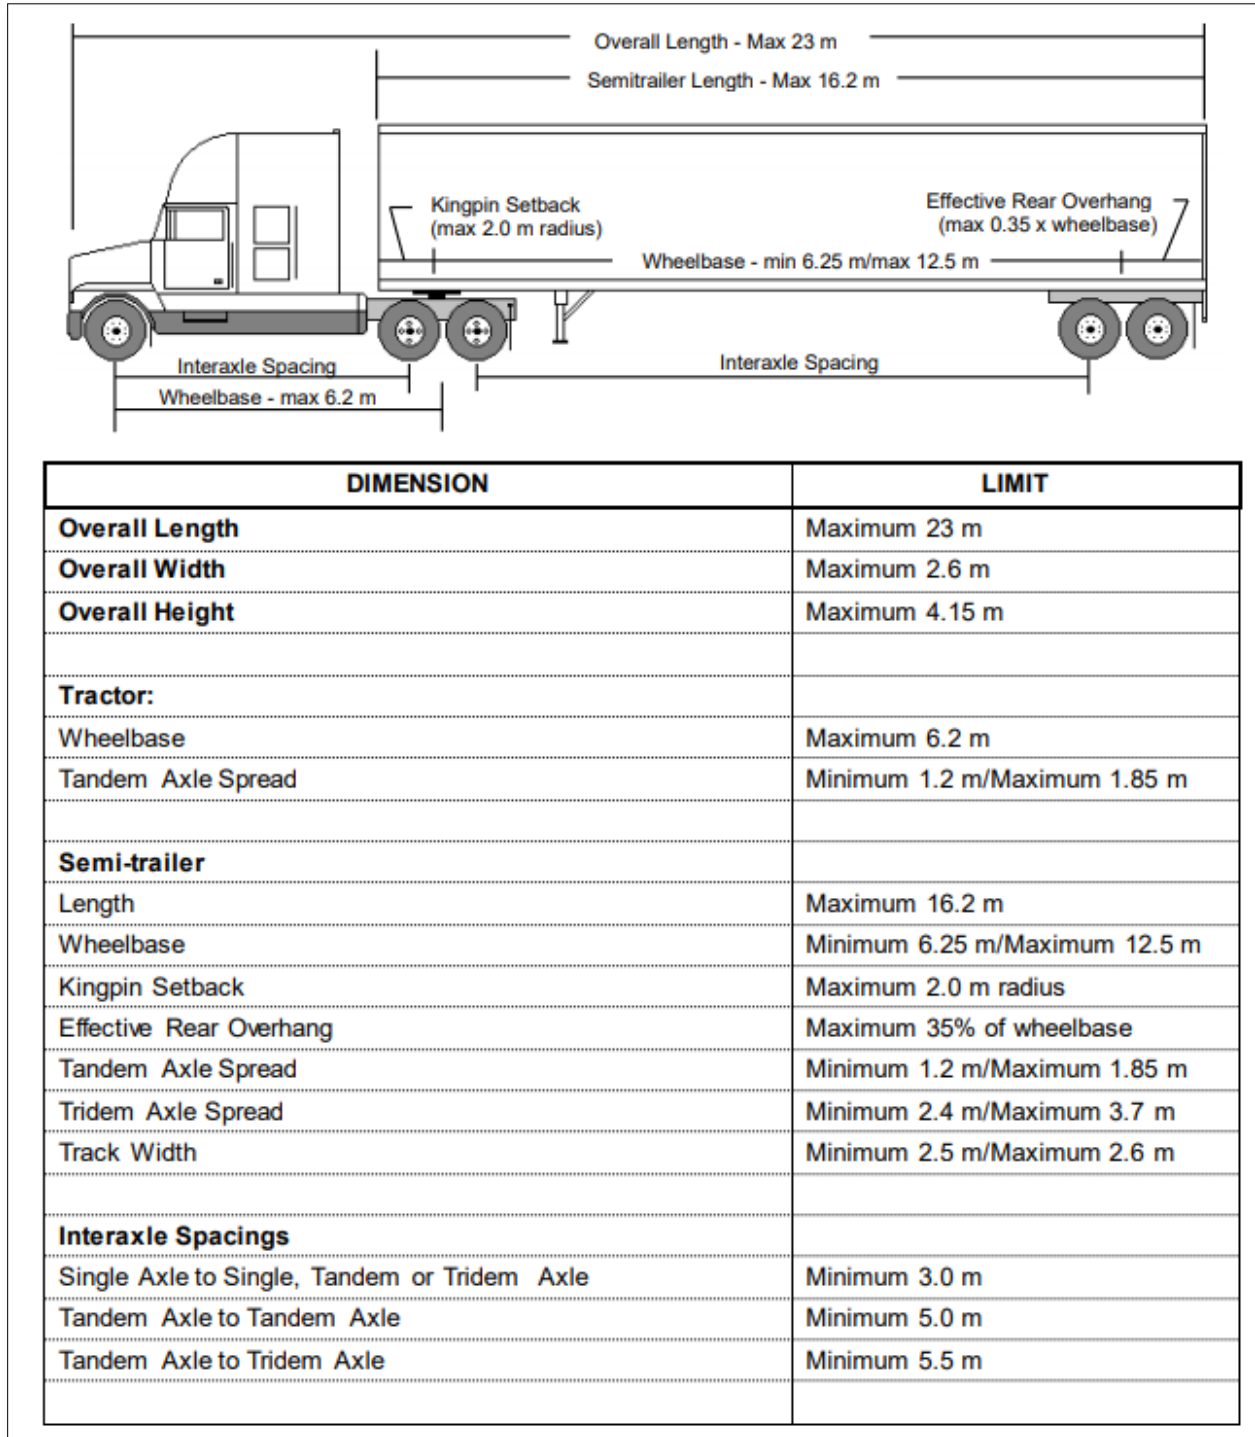 Overall Length - Max 23 m
Semitrailer Length - Max 16.2 m
Kingpin Setback
(max 2.0 m radius)
Effective Rear Overhang
(max 0.35 x wheelbase)
Wheelbase - min 6.25 m/max 12.5 m
Interaxle Spacing
Interaxle Spacing
Wheelbase - max 6.2 m
DIMENSION LIMIT
Overall Length Maximum 23 m
Overall Width Maximum 2.6 m
Overall Height Maximum 4.15 m
Tractor:
Wheelbase Maximum 6.2 m
Tandem Axle Spread Minimum 1.2 m/Maximum 1.85 m
Semi-trailer
Length Maximum 16.2 m
Wheelbase Minimum 6.25 m/Maximum 12.5 m
Kingpin Setback Maximum 2.0 m radius
Effective Rear Overhang Maximum 35% of wheelbase
Tandem Axle Spread Minimum 1.2 m/Maximum 1.85 m
Tridem Axle Spread Minimum 2.4 m/Maximum 3.7 m
Track Width Minimum 2.5 m/Maximum 2.6 m
Interaxle Spacings
Single Axle to Single, Tandem or Tridem Axle Minimum 3.0 m
Tandem Axle to Tandem Axle Minimum 5.0 m
Tandem Axle to Tridem Axle Minimum 5.5 m